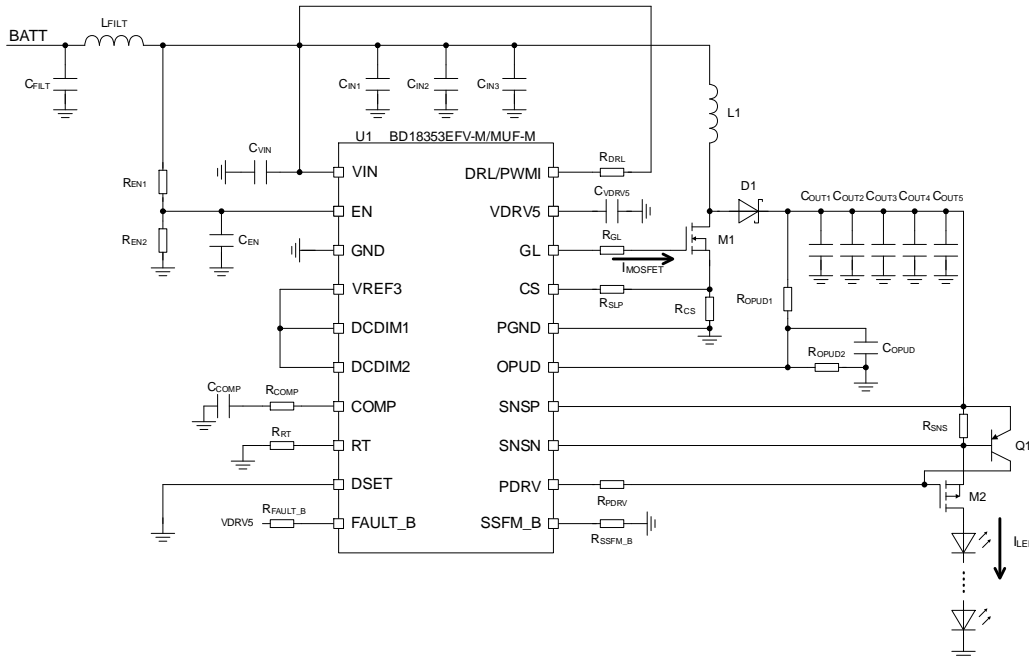 LFILT
BATT
CFILT
CIN1
CIN2
CIN3
L1
U1 BD18353EFV-M/MUF-M
CVIN
REN1
REN2
CEN
VIN
EN
GND
VREF3
DCDIM1
DCDIM2
COMP
RT
DSET
FAULT_B
DRL/PWMI
VDRV5
GL
CS
PGND
OPUD
SNSP
SNSN
PDRV
SSFM_B
CCOMP
RCOMP
RRT
RFAULT_B
VDRV5
RDRL
CVDRV5
RGL
IMOSFET
RSLP
RCS
M1
D1
COUT1
COUT2
COUT3
COUT4
COUT5
ROPUD1
ROPUD2
COPUD
RSNS
Q1
RPDRV
M2
RSSFM_B